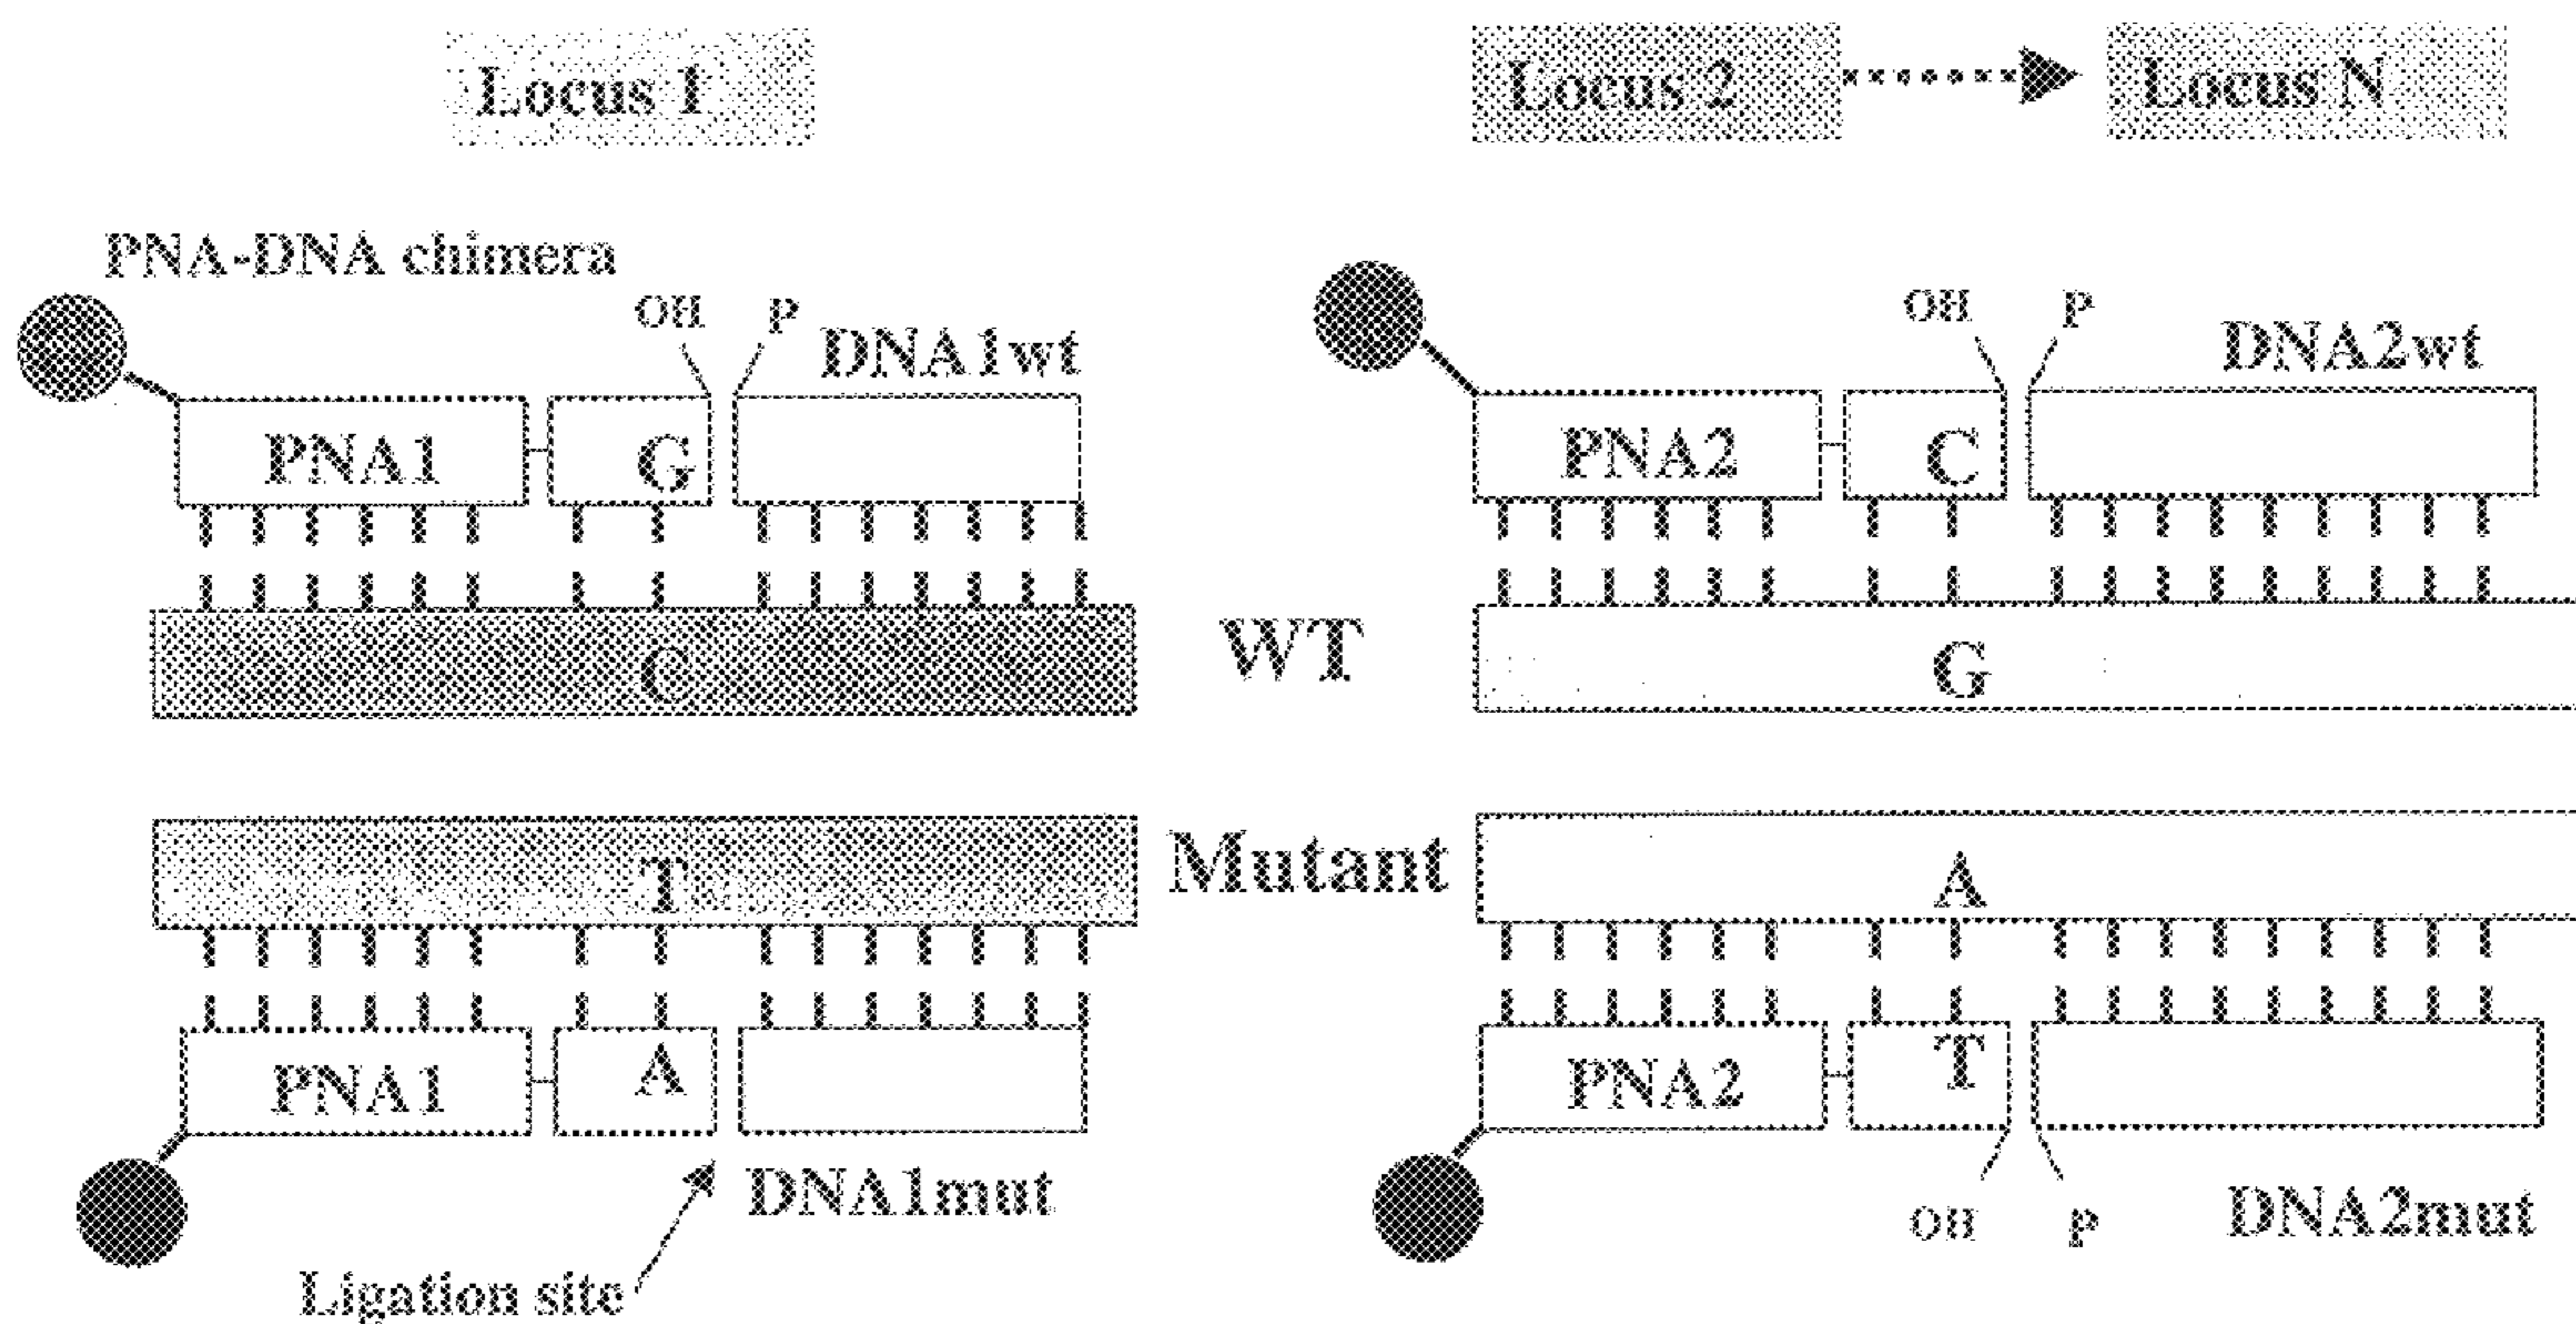 Locus 1
Locus 2
Locus N
PNA-DNA chimera
OH P
DNA1wt
OH P
DNA2wt
PNA1 G
PNA2 C
C
WT
G
T
Mutant
A
PNA1 A
PNA2 T
DNA1mut
OH P
DNA2mut
Ligation site